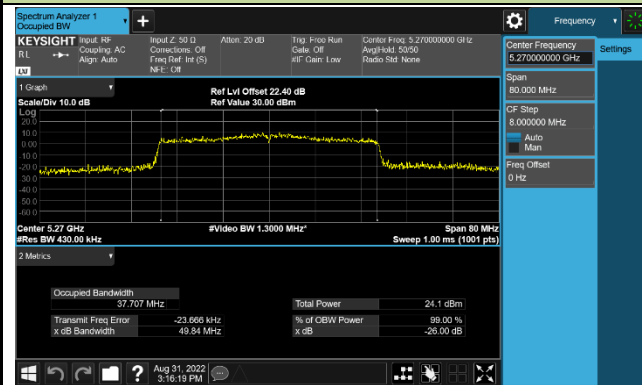 Spectrum Analyzer 1
Occupied BW
+
Frequency
KEYSIGHT
Input: RF
Coupling: AC
Align: Auto
Input Z: 50 Ω
Corrections: Off
Freq Ref: Int (S)
NFE: Off
Atten: 20 dB
Trig: Free Run
Gate: Off
#IF Gain: Low
Center Freq: 5.270000000 GHz
Avg|Hold: 50/50
Radio Std: None
RL
LXI
Center Frequency
5.270000000 GHz
Settings
Span
80.000 MHz
CF Step
8.000000 MHz
Auto
Man
Freq Offset
0 Hz
1 Graph
Scale/Div 10.0 dB
Ref Lvl Offset 22.40 dB
Ref Value 30.00 dBm
Log
20.0
10.0
0.00
-10.0
-20.0
-30.0
-40.0
-50.0
-60.0
Center 5.27 GHz
#Res BW 430.00 kHz
#Video BW 1.3000 MHz*
Span 80 MHz
Sweep 1.00 ms (1001 pts)
2 Metrics
Occupied Bandwidth
37.707 MHz
Total Power 24.1 dBm
Transmit Freq Error -23.666 kHz
% of OBW Power 99.00 %
x dB Bandwidth 49.84 MHz
x dB -26.00 dB
?
Aug 31, 2022
3:16:19 PM